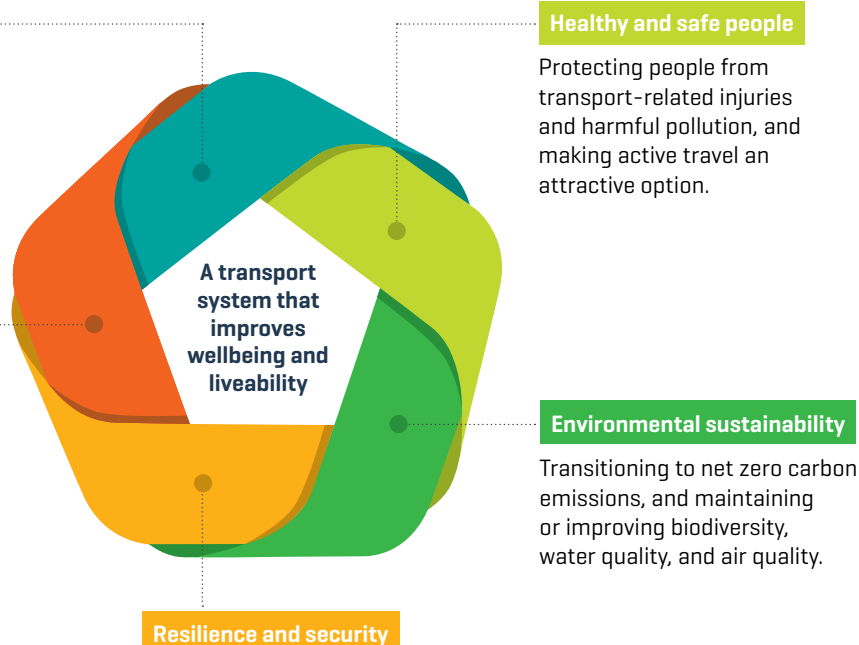 Healthy and safe people
Protecting people from
transport-related injuries
and harmful pollution, and
making active travel an
attractive option.
A transport
system that
improves
wellbeing and
liveability
Environmental sustainability
Transitioning to net zero carbon
emissions, and maintaining
or improving biodiversity,
water quality, and air quality.
Resilience and security